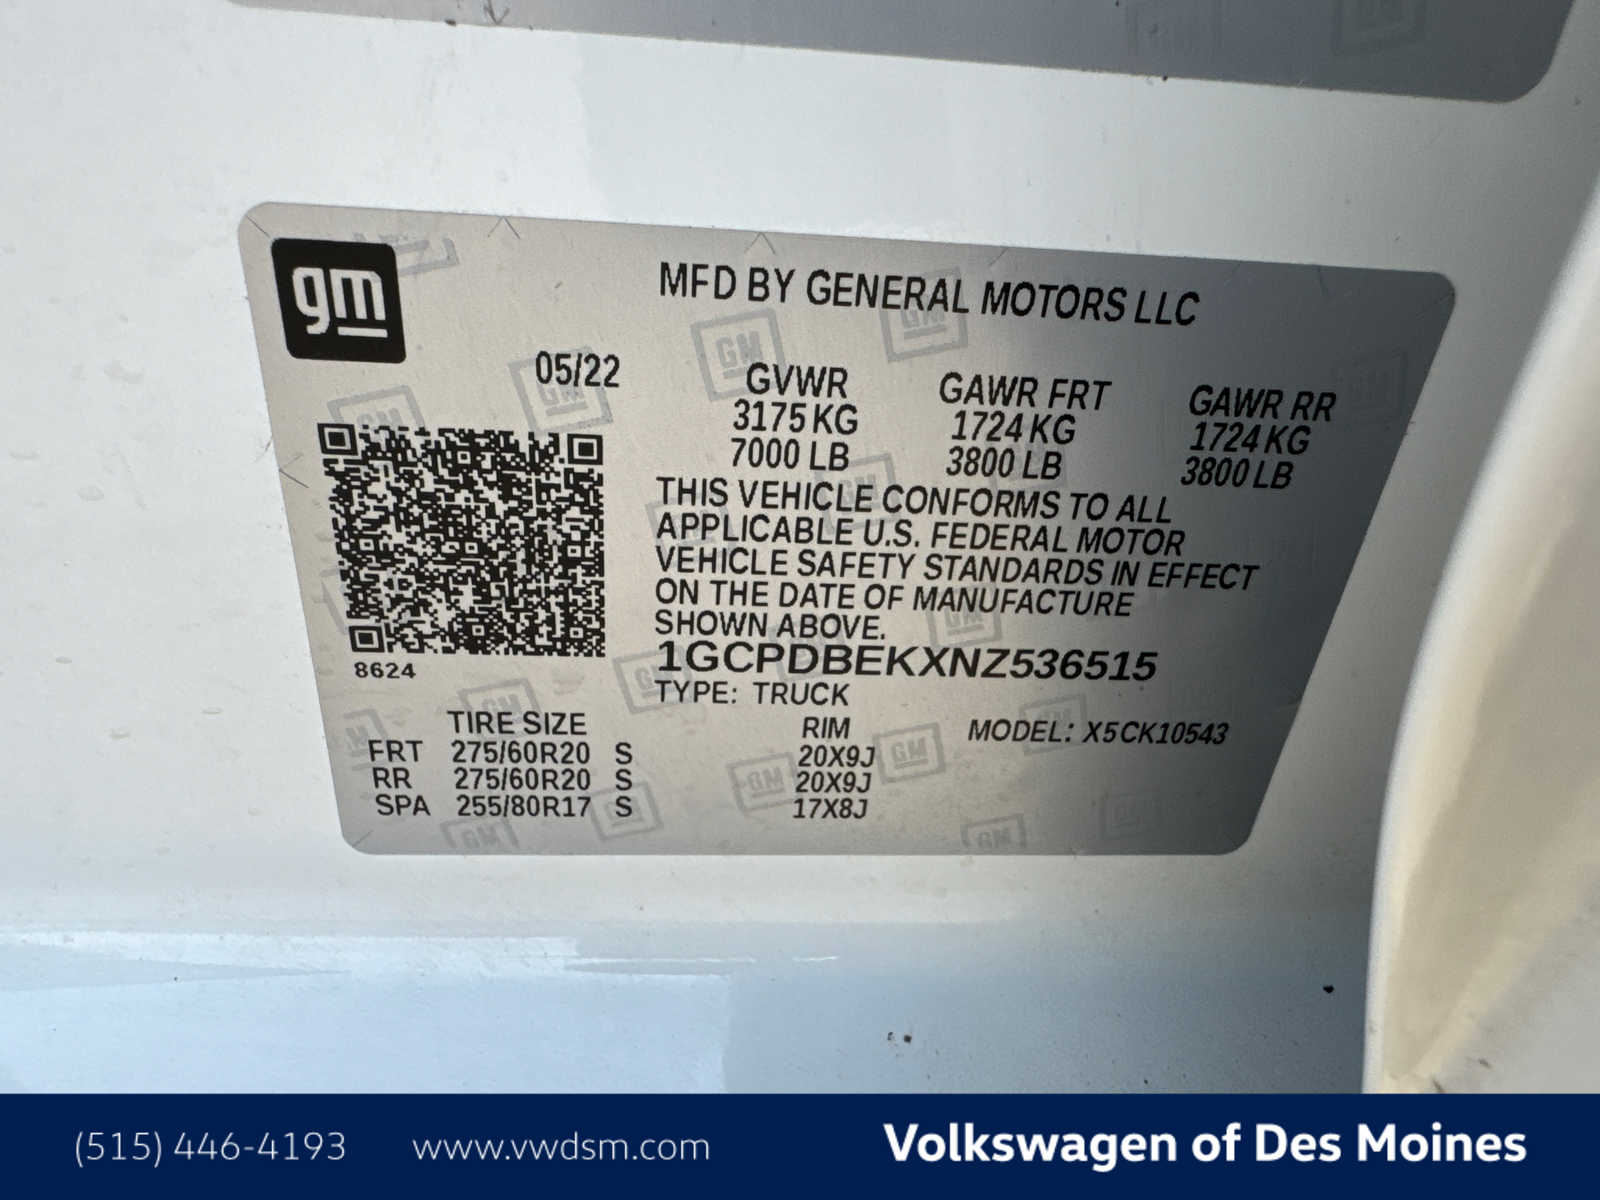 gm
MFD BY GENERAL MOTORS LLC
05/22
GVWR GAWR FRT GAWR RR
3175 KG 1724 KG 1724 KG
7000 LB 3800 LB 3800 LB
THIS VEHICLE CONFORMS TO ALL
APPLICABLE U.S. FEDERAL MOTOR
VEHICLE SAFETY STANDARDS IN EFFECT
ON THE DATE OF MANUFACTURE
SHOWN ABOVE.
1GCPDBEKXNZ536515
8624
TYPE: TRUCK
TIRE SIZE RIM MODEL: X5CK10543
FRT 275/60R20 S 20X9J
RR 275/60R20 S 20X9J
SPA 255/80R17 S 17X8J
(515) 446-4193 www.vwdsm.com Volkswagen of Des Moines